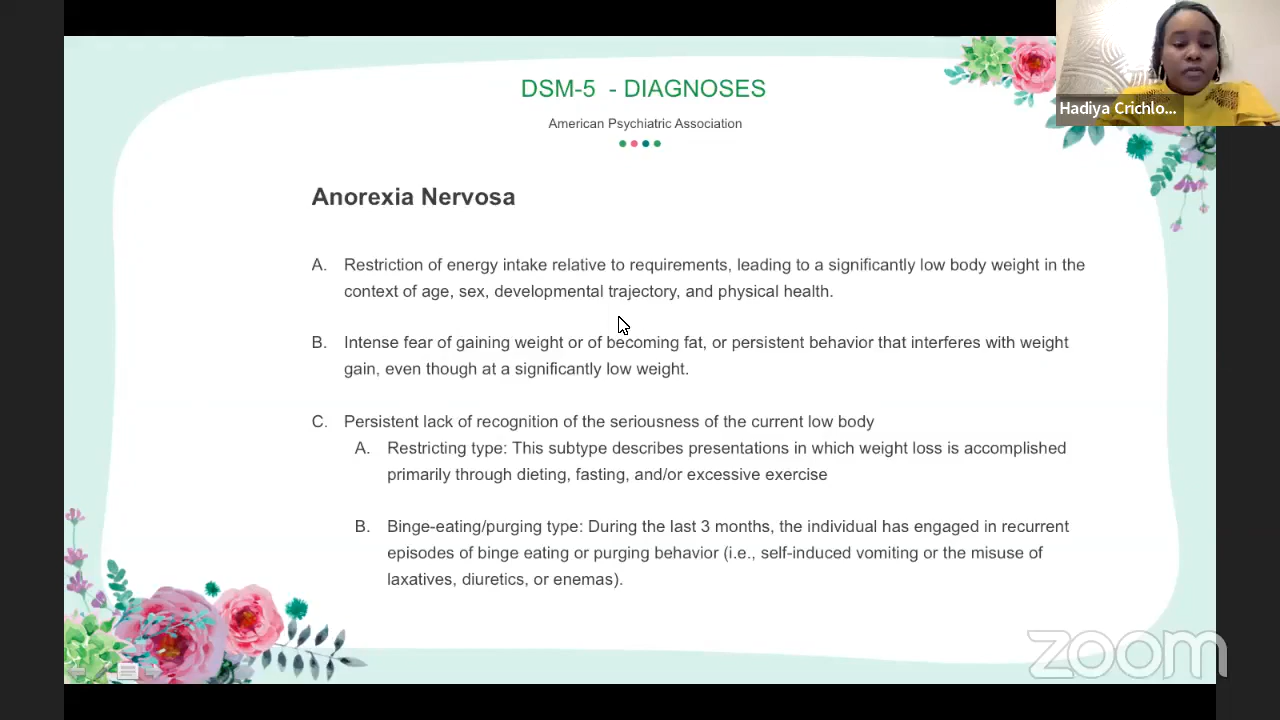 DSM-5 - DIAGNOSES
American Psychiatric Association
Hadiya Crichlo...
Anorexia Nervosa
A. Restriction of energy intake relative to requirements, leading to a significantly low body weight in the
context of age, sex, developmental trajectory, and physical health.
B. Intense fear of gaining weight or of becoming fat, or persistent behavior that interferes with weight
gain, even though at a significantly low weight.
C. Persistent lack of recognition of the seriousness of the current low body
A. Restricting type: This subtype describes presentations in which weight loss is accomplished
primarily through dieting, fasting, and/or excessive exercise
B. Binge-eating/purging type: During the last 3 months, the individual has engaged in recurrent
episodes of binge eating or purging behavior (i.e., self-induced vomiting or the misuse of
laxatives, diuretics, or enemas).
zoom